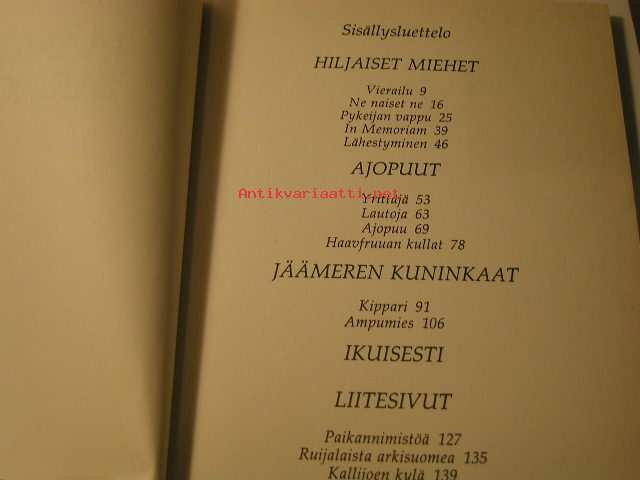 Sisällysluettelo
HILJAISET MIEHET
Vierailu 9
Ne naiset ne 16
Pykeijan vappu 25
In Memoriam 39
Lähestyminen 46
AJOPUUT
Antikvariaatti.net
Yrittäjä 53
Lautoja 63
Ajopuu 69
Haavfruuan kullat 78
JÄÄMEREN KUNINKAAT
Kippari 91
Ampumies 106
IKUISESTI
LIITESIVUT
Paikannimistöä 127
Ruijalaista arkisuomea 135
Kallijoen kylä 139